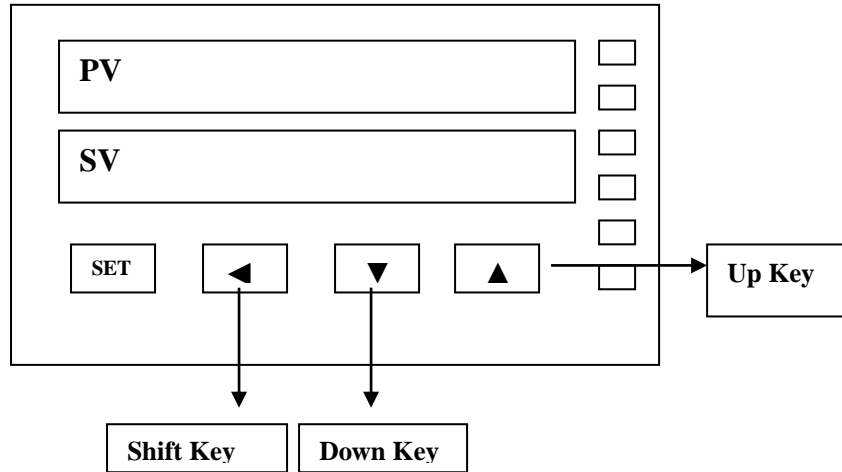 PV
SV
SET ◄ ▼ ▲
Up Key
Shift Key Down Key